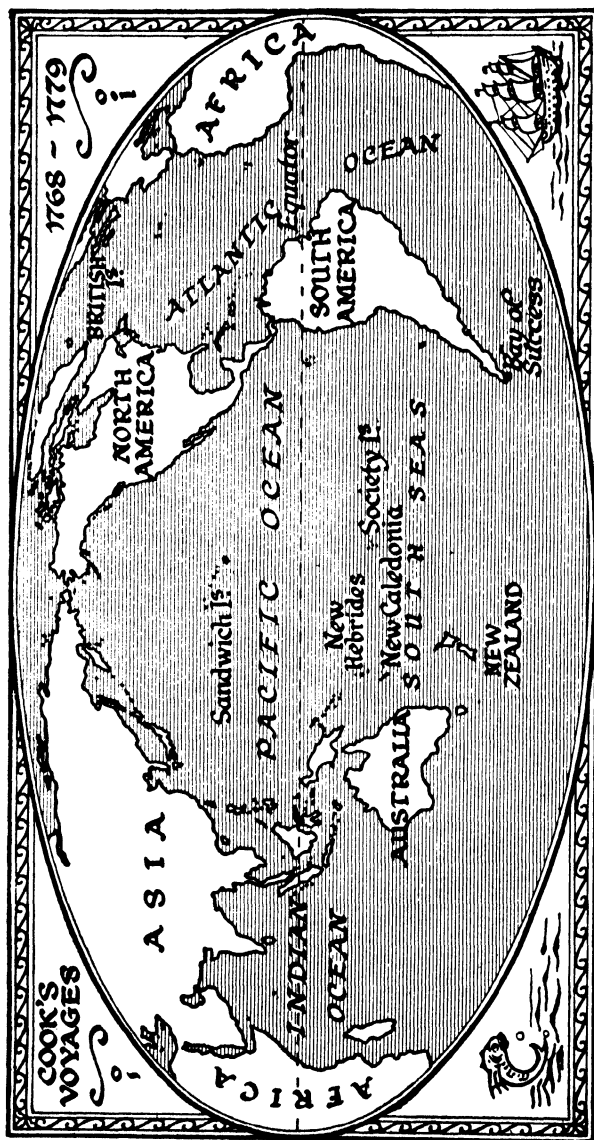 COOK'S
VOYAGES
1768 – 1779
ASIA
NORTH
AMERICA
BRITISH
Iˢ
ATLANTIC
OCEAN
AFRICA
Sandwich Iˢ
PACIFIC OCEAN
Equator
SOUTH
AMERICA
AFRICA
INDIAN
OCEAN
AUSTRALIA
New
Hebrides
New Caledonia
Society Iˢ
SOUTH SEAS
NEW
ZEALAND
Bay of
Success